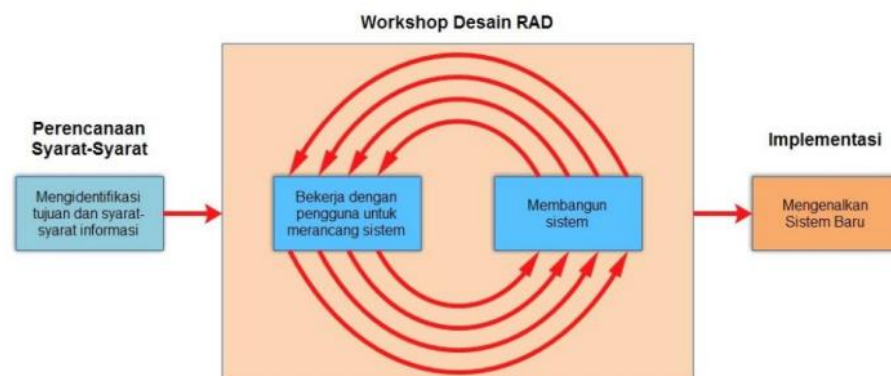 Workshop Desain RAD
Perencanaan
Syarat-Syarat
Mengidentifikasi
tujuan dan syarat-
syarat informasi
Bekerja dengan
pengguna untuk
merancang sistem
Membangun
sistem
Implementasi
Mengenalkan
Sistem Baru